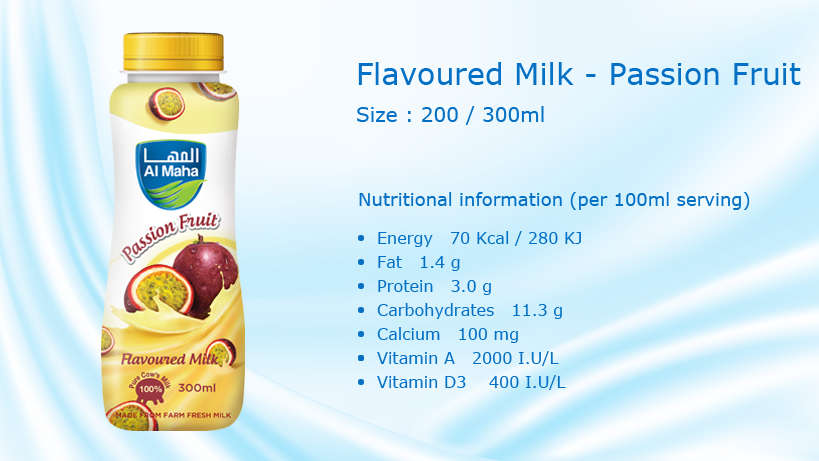 Flavoured Milk - Passion Fruit
Size : 200 / 300ml
Nutritional information (per 100ml serving)
Energy 70 Kcal / 280 KJ
Fat 1.4 g
Protein 3.0 g
Carbohydrates 11.3 g
Calcium 100 mg
Vitamin A 2000 I.U/L
Vitamin D3 400 I.U/L
المها
Al Maha
Passion Fruit
Flavoured Milk
Pure Cow's Milk
100%
300ml
MADE FROM FARM FRESH MILK